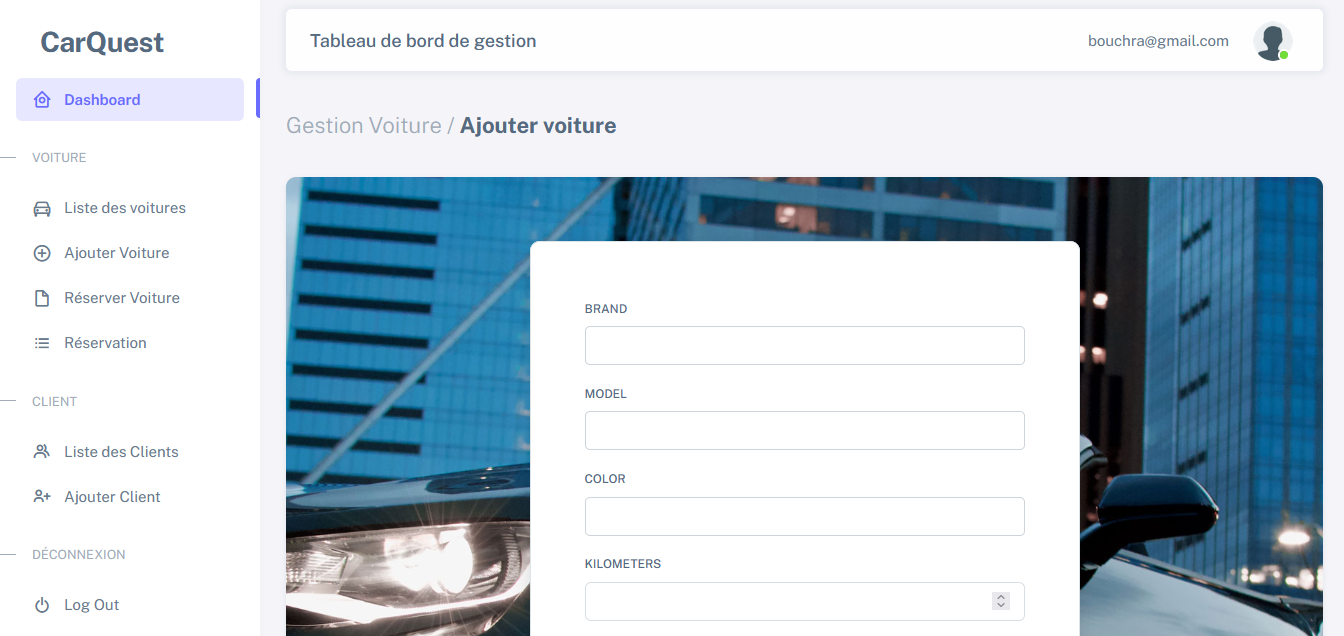 CarQuest
Dashboard
VOITURE
Liste des voitures
Ajouter Voiture
Réserver Voiture
Réservation
CLIENT
Liste des Clients
Ajouter Client
DÉCONNEXION
Log Out
Tableau de bord de gestion
bouchra@gmail.com
Gestion Voiture / Ajouter voiture
BRAND
MODEL
COLOR
KILOMETERS